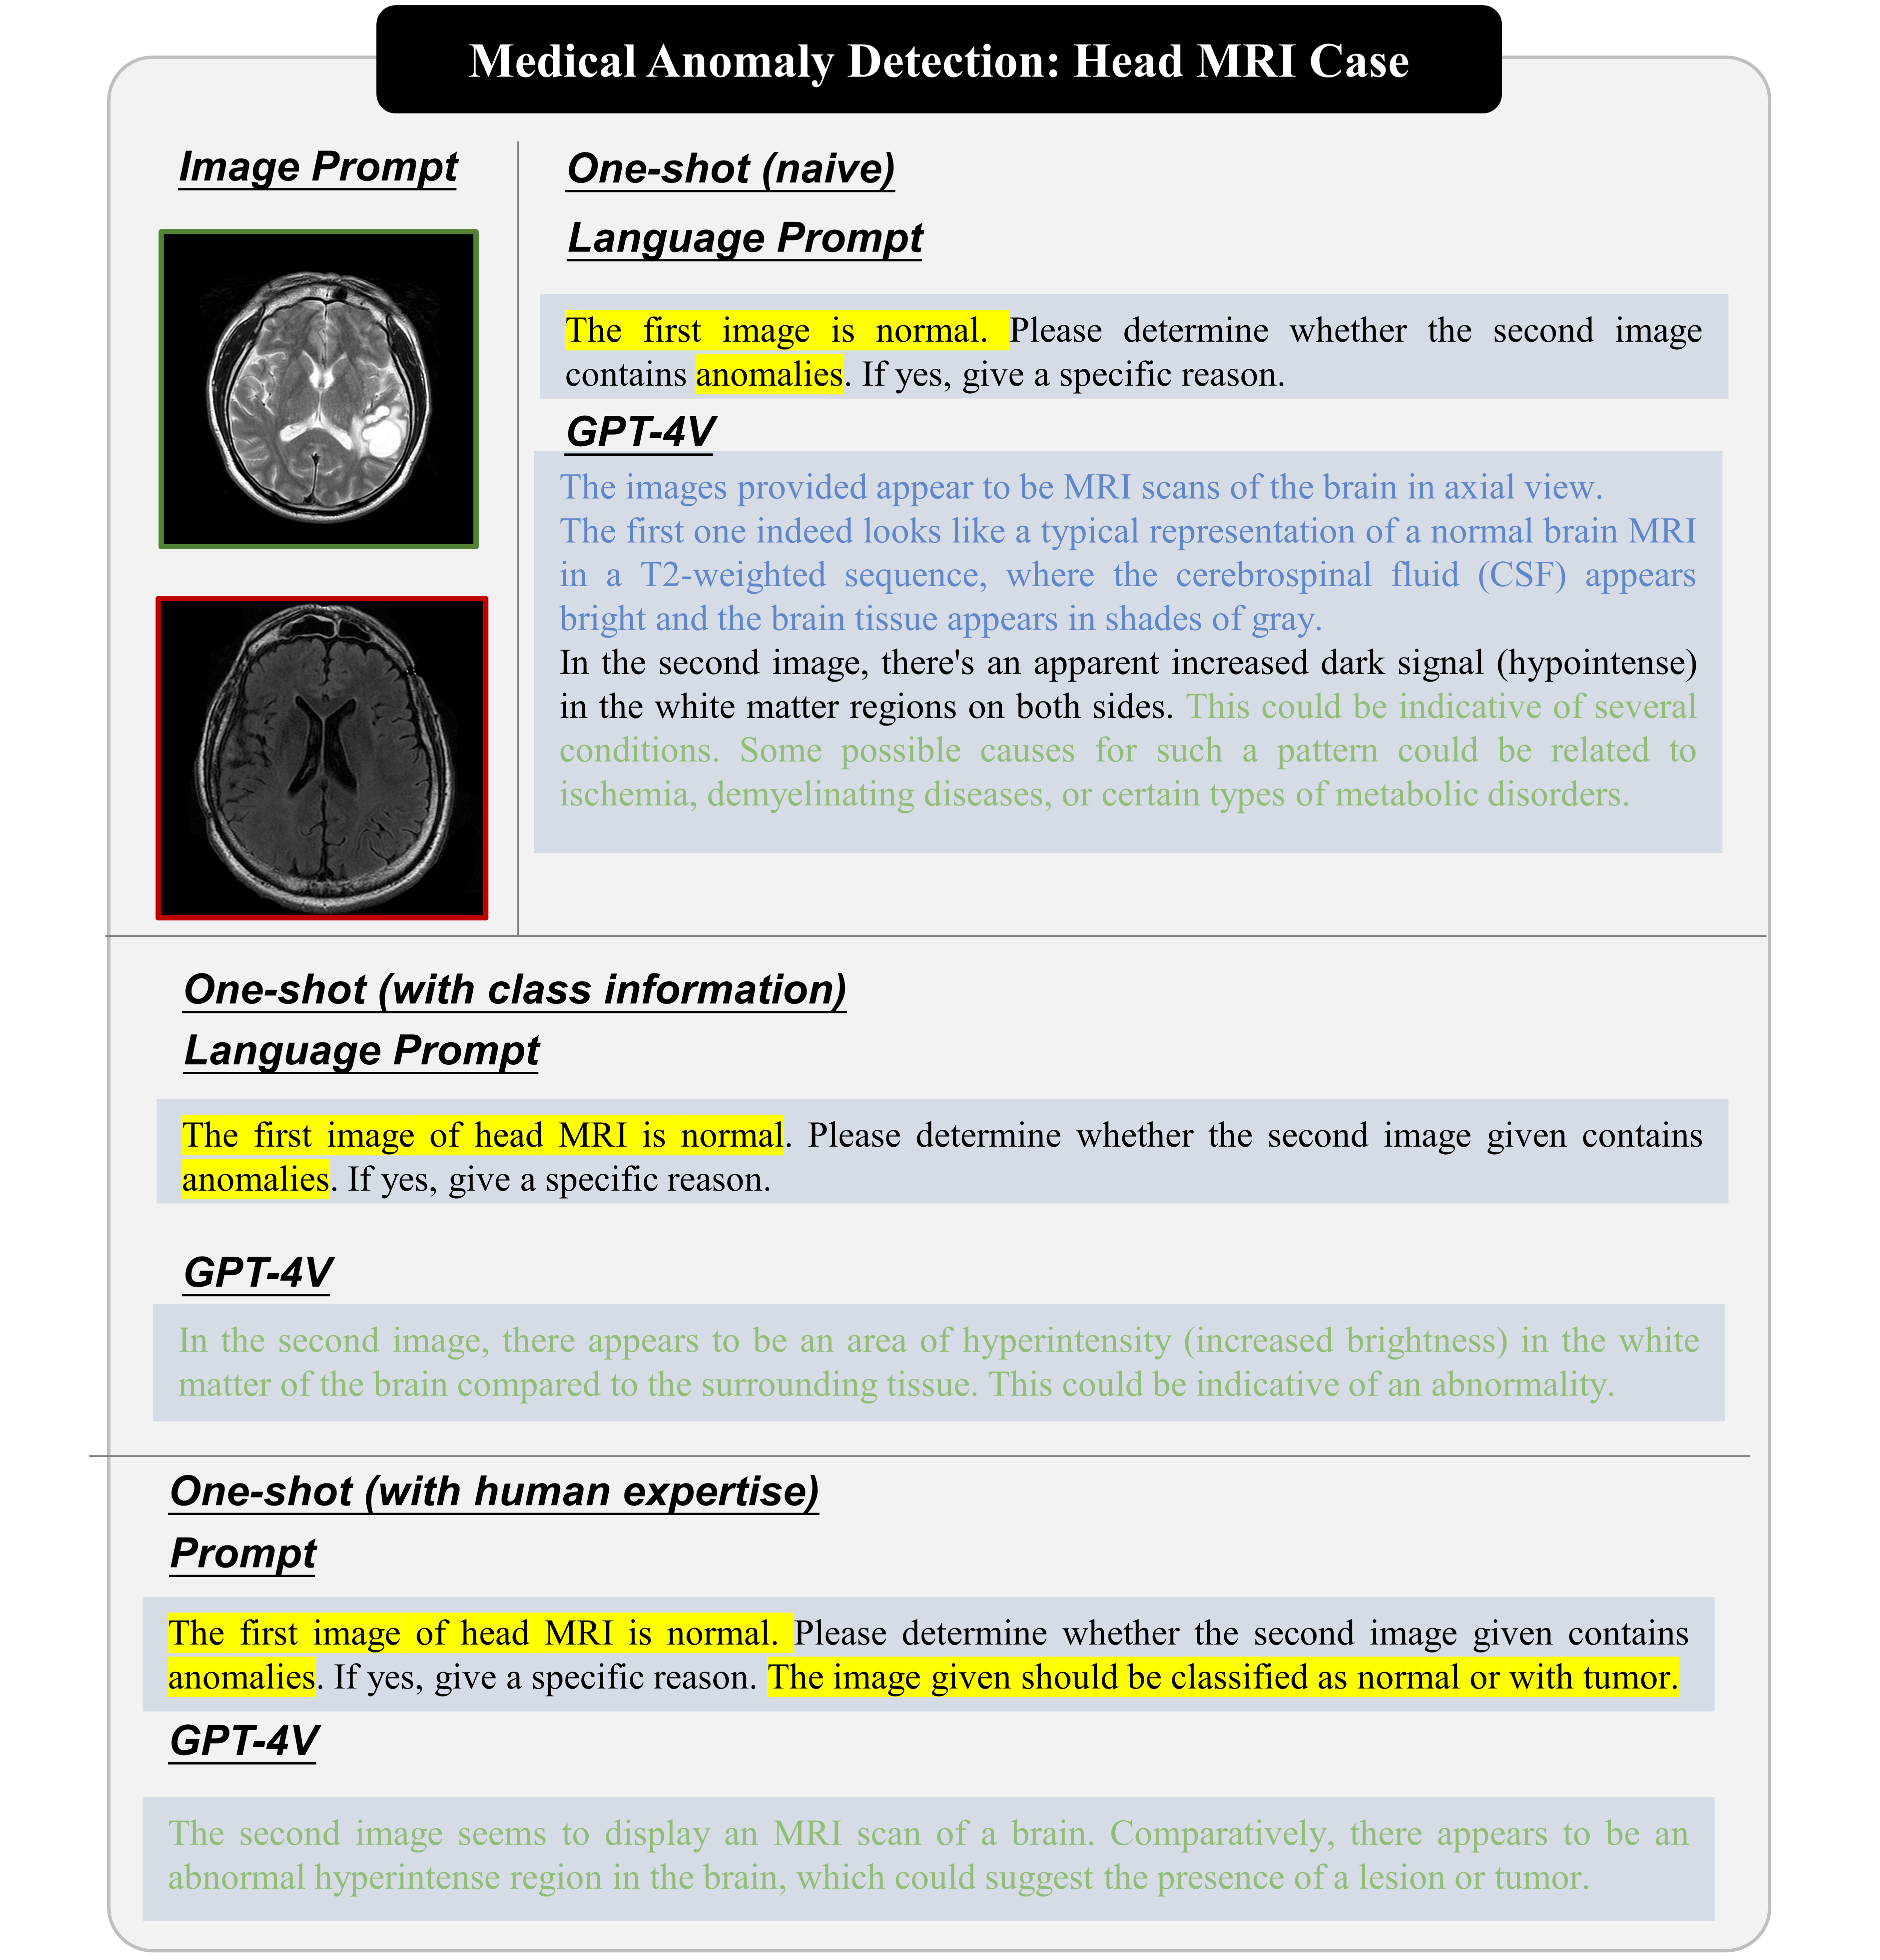 Medical Anomaly Detection: Head MRI Case
Image Prompt
One-shot (naive)
Language Prompt
The first image is normal. Please determine whether the second image
contains anomalies. If yes, give a specific reason.
GPT-4V
The images provided appear to be MRI scans of the brain in axial view.
The first one indeed looks like a typical representation of a normal brain MRI
in a T2-weighted sequence, where the cerebrospinal fluid (CSF) appears
bright and the brain tissue appears in shades of gray.
In the second image, there's an apparent increased dark signal (hypointense)
in the white matter regions on both sides. This could be indicative of several
conditions. Some possible causes for such a pattern could be related to
ischemia, demyelinating diseases, or certain types of metabolic disorders.
One-shot (with class information)
Language Prompt
The first image of head MRI is normal. Please determine whether the second image given contains
anomalies. If yes, give a specific reason.
GPT-4V
In the second image, there appears to be an area of hyperintensity (increased brightness) in the white
matter of the brain compared to the surrounding tissue. This could be indicative of an abnormality.
One-shot (with human expertise)
Prompt
The first image of head MRI is normal. Please determine whether the second image given contains
anomalies. If yes, give a specific reason. The image given should be classified as normal or with tumor.
GPT-4V
The second image seems to display an MRI scan of a brain. Comparatively, there appears to be an
abnormal hyperintense region in the brain, which could suggest the presence of a lesion or tumor.